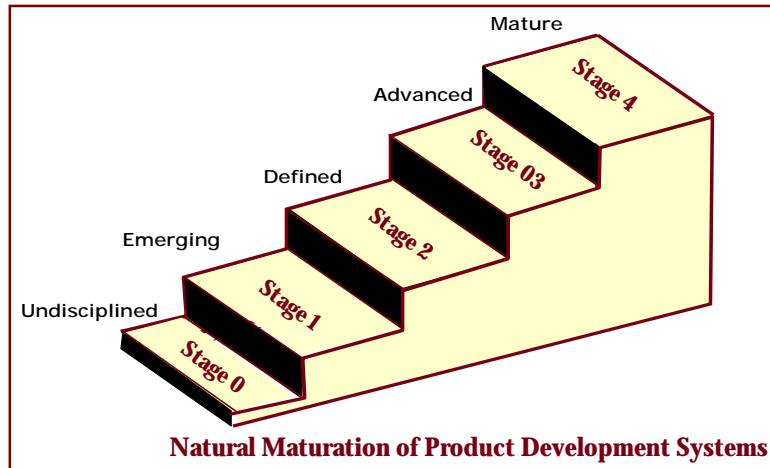 Mature
Stage 4
Advanced
Stage 03
Defined
Stage 2
Emerging
Stage 1
Undisciplined
Stage 0
Natural Maturation of Product Development Systems